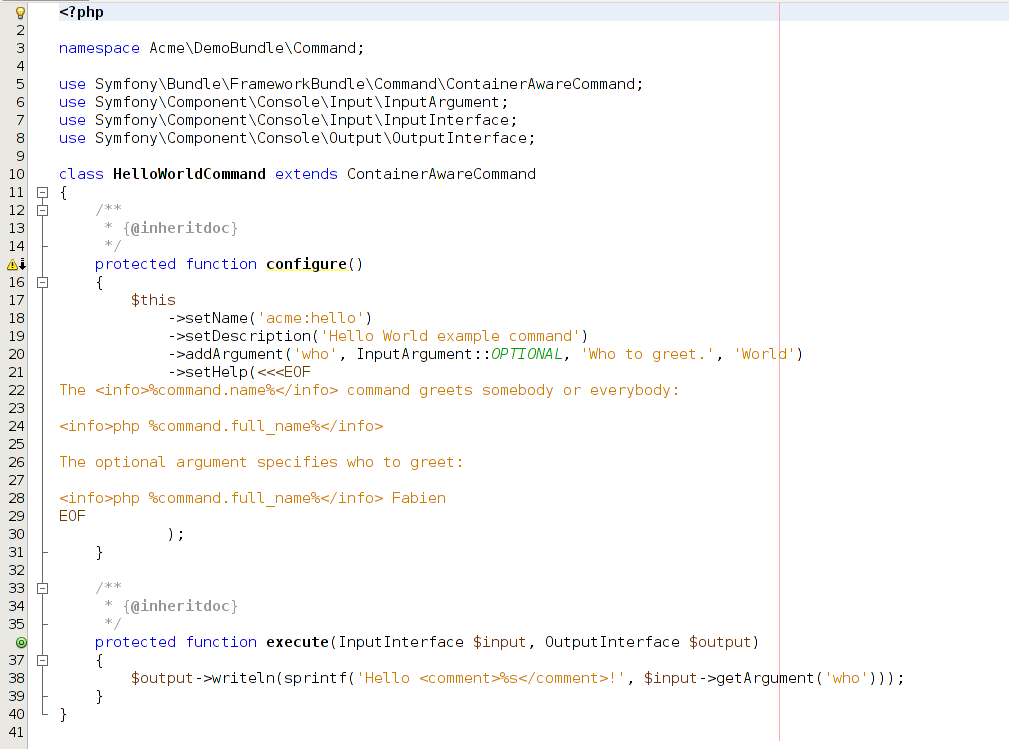 <?php
2
3 namespace Acme\DemoBundle\Command;
4
5 use Symfony\Bundle\FrameworkBundle\Command\ContainerAwareCommand;
6 use Symfony\Component\Console\Input\InputArgument;
7 use Symfony\Component\Console\Input\InputInterface;
8 use Symfony\Component\Console\Output\OutputInterface;
9
10 class HelloWorldCommand extends ContainerAwareCommand
11 {
12     /**
13      * {@inheritdoc}
14      */
    protected function configure()
16     {
17         $this
18             ->setName('acme:hello')
19             ->setDescription('Hello World example command')
20             ->addArgument('who', InputArgument::OPTIONAL, 'Who to greet.', 'World')
21             ->setHelp(<<<EOF
22 The <info>%command.name%</info> command greets somebody or everybody:
23
24 <info>php %command.full_name%</info>
25
26 The optional argument specifies who to greet:
27
28 <info>php %command.full_name%</info> Fabien
29 EOF
30             );
31     }
32
33     /**
34      * {@inheritdoc}
35      */
    protected function execute(InputInterface $input, OutputInterface $output)
37     {
38         $output->writeln(sprintf('Hello <comment>%s</comment>!', $input->getArgument('who')));
39     }
40 }
41